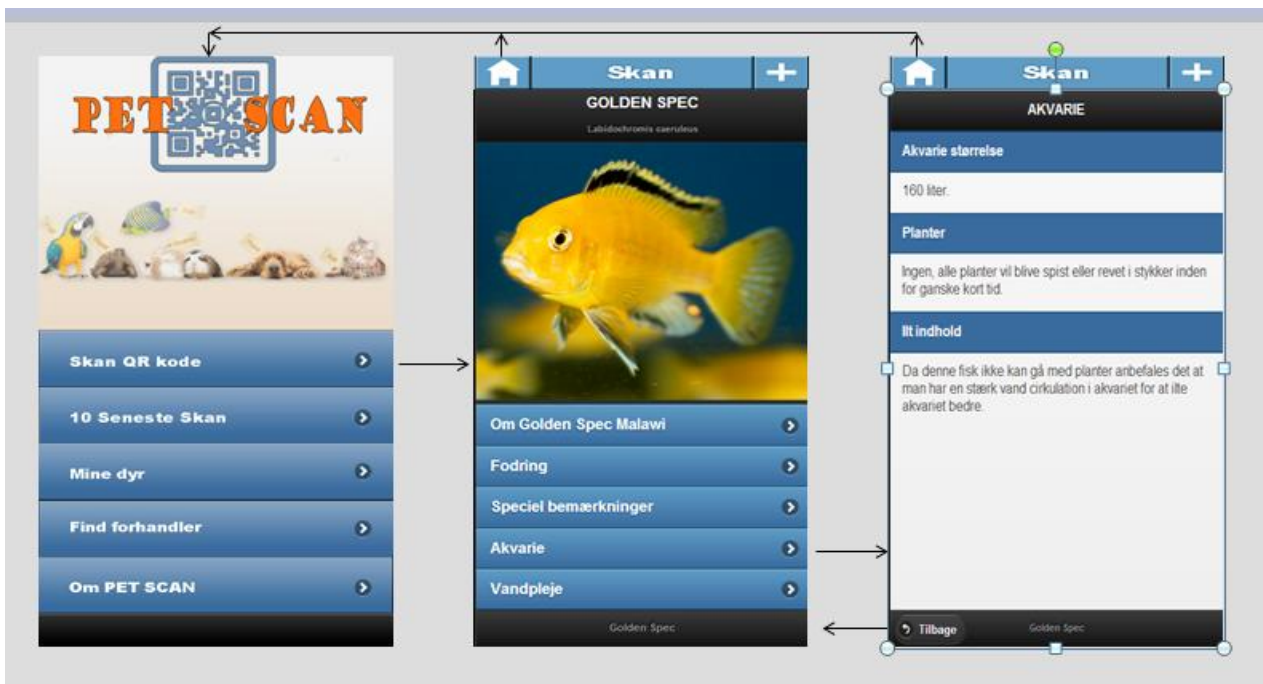 PET SCAN
Skan QR kode
10 Seneste Skan
Mine dyr
Find forhandler
Om PET SCAN
Skan
GOLDEN SPEC
Labidochromis caeruleus
Om Golden Spec Malawi
Fodring
Speciel bemærkninger
Akvarie
Vandpleje
Golden Spec
Skan
AKVARIE
Akvarie størrelse
160 liter.
Planter
Ingen, alle planter vil blive spist eller revet i stykker inden
for ganske kort tid.
Ilt indhold
Da denne fisk ikke kan gå med planter anbefales det at
man har en stærk vand cirkulation i akvariet for at ilte
akvariet bedre.
Tilbage
Golden Spec